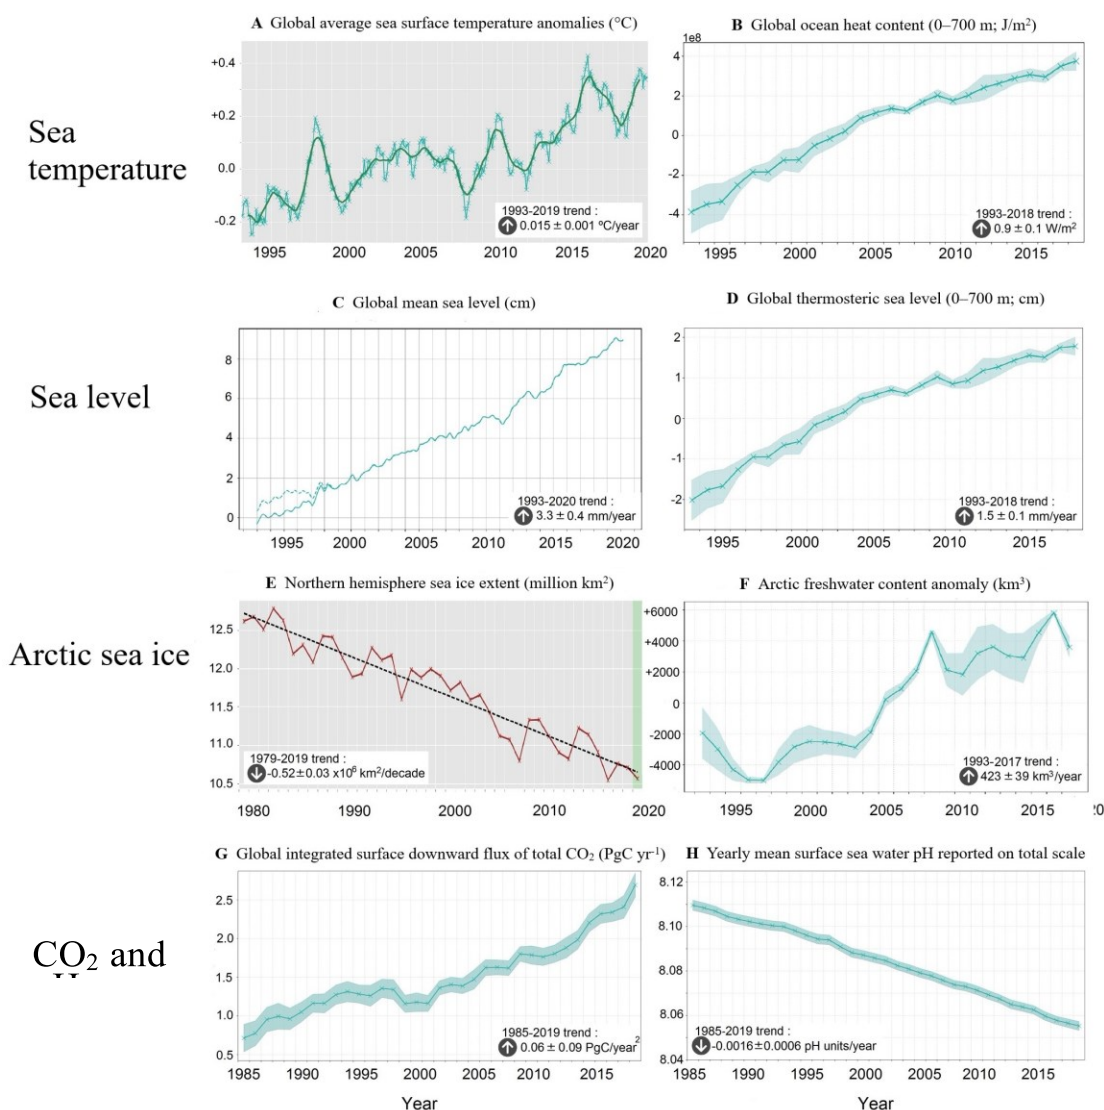 A Global average sea surface temperature anomalies (°C)
B Global ocean heat content (0–700 m; J/m²)
Sea
temperature
+0.4
+0.2
0.0
-0.2
1993-2019 trend :
0.015 ± 0.001 ºC/year
1995 2000 2005 2010 2015 2020
1e8
4
2
0
-2
-4
1993-2018 trend :
0.9 ± 0.1 W/m²
1995 2000 2005 2010 2015
C Global mean sea level (cm)
D Global thermosteric sea level (0–700 m; cm)
Sea level
8
6
4
2
0
1993-2020 trend :
3.3 ± 0.4 mm/year
1995 2000 2005 2010 2015 2020
2
1
0
-1
-2
1993-2018 trend :
1.5 ± 0.1 mm/year
1995 2000 2005 2010 2015
E Northern hemisphere sea ice extent (million km²)
F Arctic freshwater content anomaly (km³)
Arctic sea ice
12.5
12.0
11.5
11.0
10.5
1979-2019 trend :
-0.52±0.03 x10⁶ km²/decade
1980 1990 2000 2010 2020
+6000
+4000
+2000
0
-2000
-4000
1993-2017 trend :
423 ± 39 km³/year
1995 2000 2005 2010 2015 20
G Global integrated surface downward flux of total CO₂ (PgC yr⁻¹)
H Yearly mean surface sea water pH reported on total scale
CO₂ and
2.5
2.0
1.5
1.0
0.5
1985-2019 trend :
0.06 ± 0.09 PgC/year²
1985 1990 1995 2000 2005 2010 2015
Year
8.12
8.10
8.08
8.06
8.04
1985-2019 trend :
-0.0016±0.0006 pH units/year
1985 1990 1995 2000 2005 2010 2015
Year